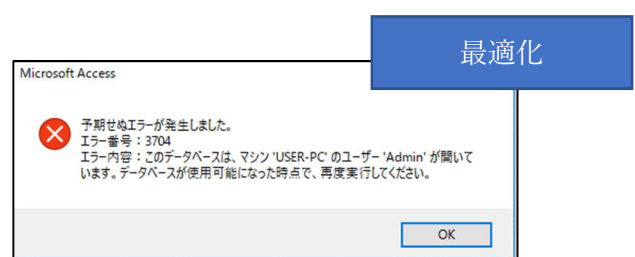 最適化
Microsoft Access
予期せぬエラーが発生しました。
エラー番号：3704
エラー内容：このデータベースは、マシン 'USER-PC' のユーザー 'Admin' が開いて
います。データベースが使用可能になった時点で、再度実行してください。
OK